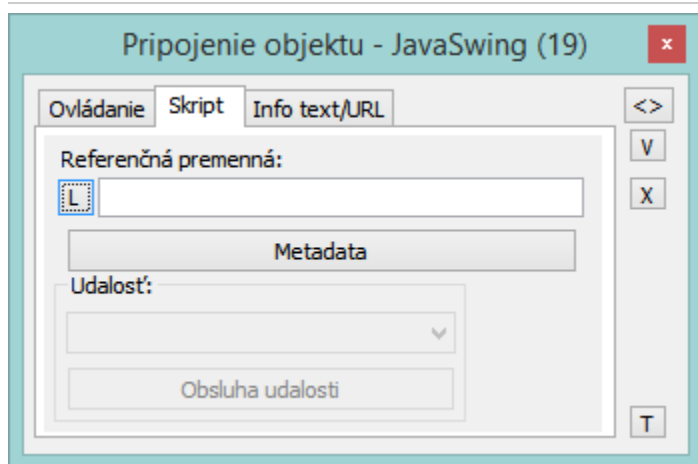 Pripojenie objektu - JavaSwing (19)
x
Ovládanie Skript Info text/URL
<>
V
Referenčná premenná:
L
X
Metadata
Udalosť:
Obsluha udalosti
T